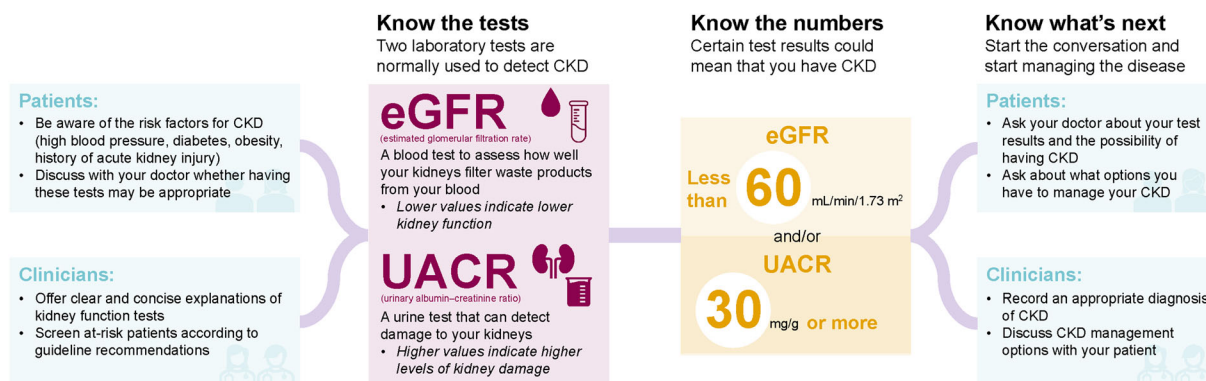 Know the tests
Two laboratory tests are
normally used to detect CKD
Know the numbers
Certain test results could
mean that you have CKD
Know what’s next
Start the conversation and
start managing the disease
Patients:
• Be aware of the risk factors for CKD
(high blood pressure, diabetes, obesity,
history of acute kidney injury)
• Discuss with your doctor whether having
these tests may be appropriate
Clinicians:
• Offer clear and concise explanations of
kidney function tests
• Screen at-risk patients according to
guideline recommendations
eGFR
(estimated glomerular filtration rate)
A blood test to assess how well
your kidneys filter waste products
from your blood
• Lower values indicate lower
kidney function
UACR
(urinary albumin–creatinine ratio)
A urine test that can detect
damage to your kidneys
• Higher values indicate higher
levels of kidney damage
eGFR
Less
than
60
mL/min/1.73 m²
and/or
UACR
30 mg/g or more
Patients:
• Ask your doctor about your test
results and the possibility of
having CKD
• Ask about what options you
have to manage your CKD
Clinicians:
• Record an appropriate diagnosis
of CKD
• Discuss CKD management
options with your patient